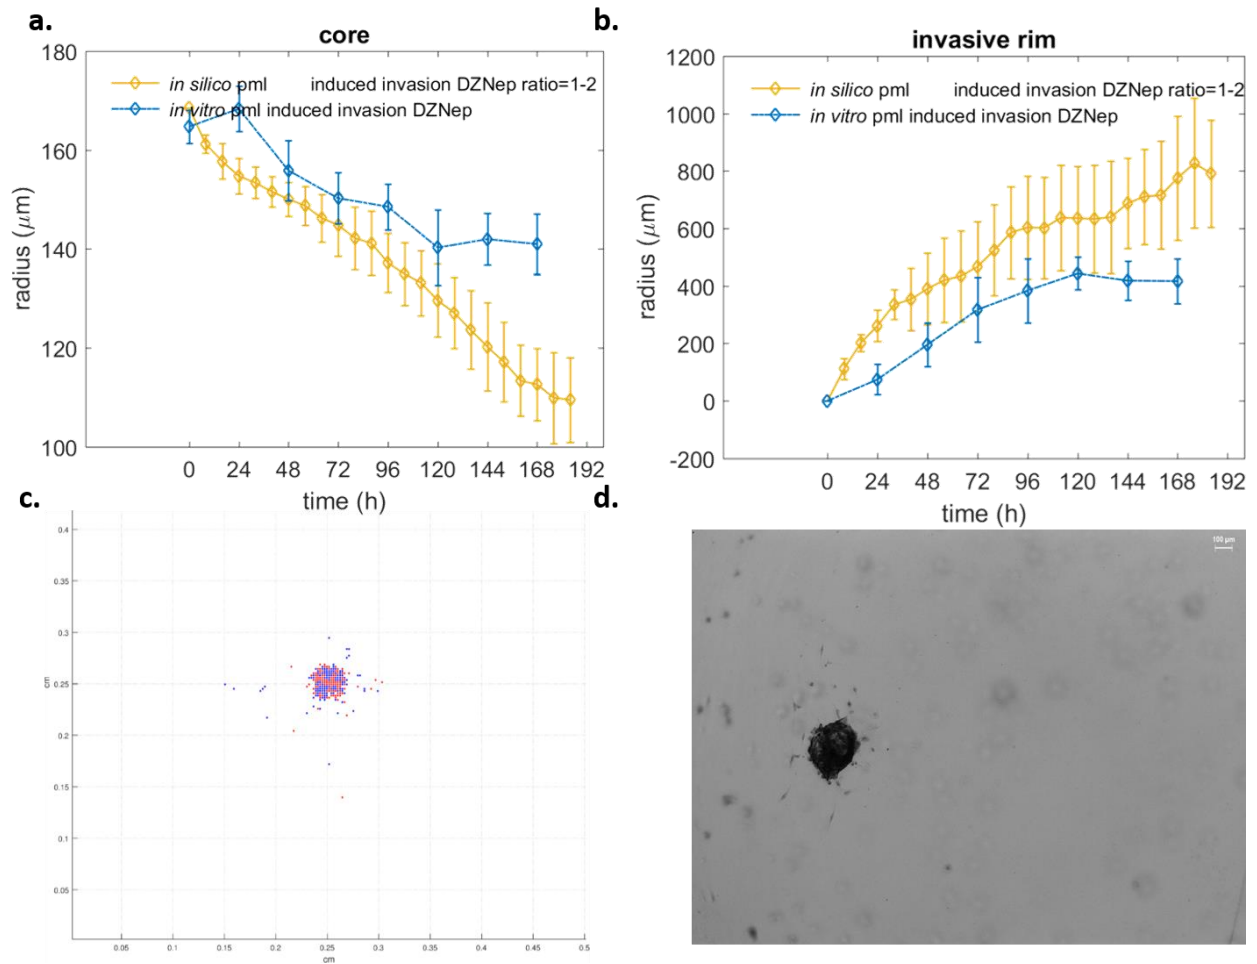 a.
core
180
160
140
120
100
in silico pml induced invasion DZNep ratio=1-2
in vitro pml induced invasion DZNep
radius (μm)
0 24 48 72 96 120 144 168 192
time (h)
b.
invasive rim
1200
1000
800
600
400
200
0
-200
in silico pml induced invasion DZNep ratio=1-2
in vitro pml induced invasion DZNep
radius (μm)
0 24 48 72 96 120 144 168 192
time (h)
c.
0.4
0.35
0.3
0.25
0.2
0.15
0.1
0.05
cm
0.05 0.1 0.15 0.2 0.25 0.3 0.35 0.4 0.45 0.5
cm
d.
100 μm